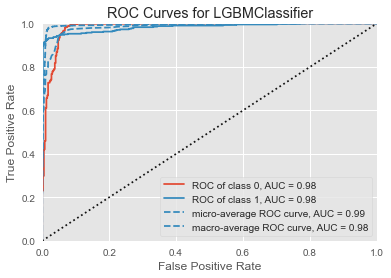 ROC Curves for LGBMClassifier
True Positive Rate
1.0
0.8
0.6
0.4
0.2
0.0
ROC of class 0, AUC = 0.98
ROC of class 1, AUC = 0.98
micro-average ROC curve, AUC = 0.99
macro-average ROC curve, AUC = 0.98
0.0 0.2 0.4 0.6 0.8 1.0
False Positive Rate